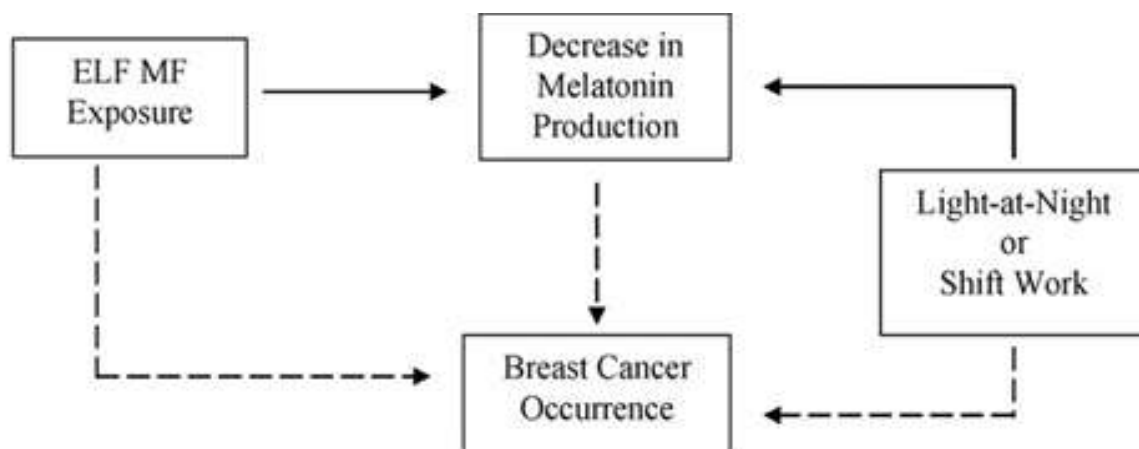 ELF MF
Exposure
Decrease in
Melatonin
Production
Light-at-Night
or
Shift Work
Breast Cancer
Occurrence